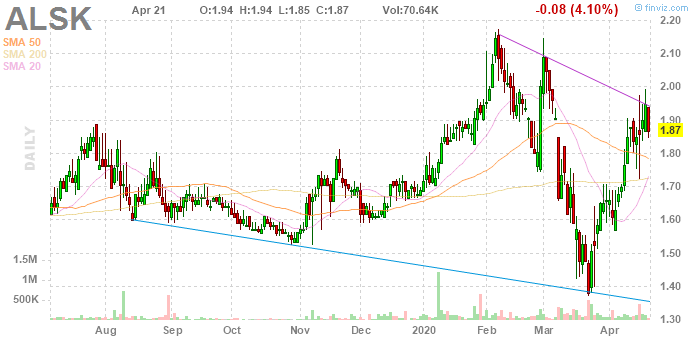 ALSK
Apr 21 O:1.94 H:1.94 L:1.85 C:1.87 Vol:70.64K -0.08 (4.10%)
© finviz.com
SMA 50
SMA 200
SMA 20
DAILY
2.20
2.10
2.00
1.90
1.87
1.80
1.70
1.60
1.50
1.40
1.30
1.5M
1M
500K
Aug Sep Oct Nov Dec 2020 Feb Mar Apr